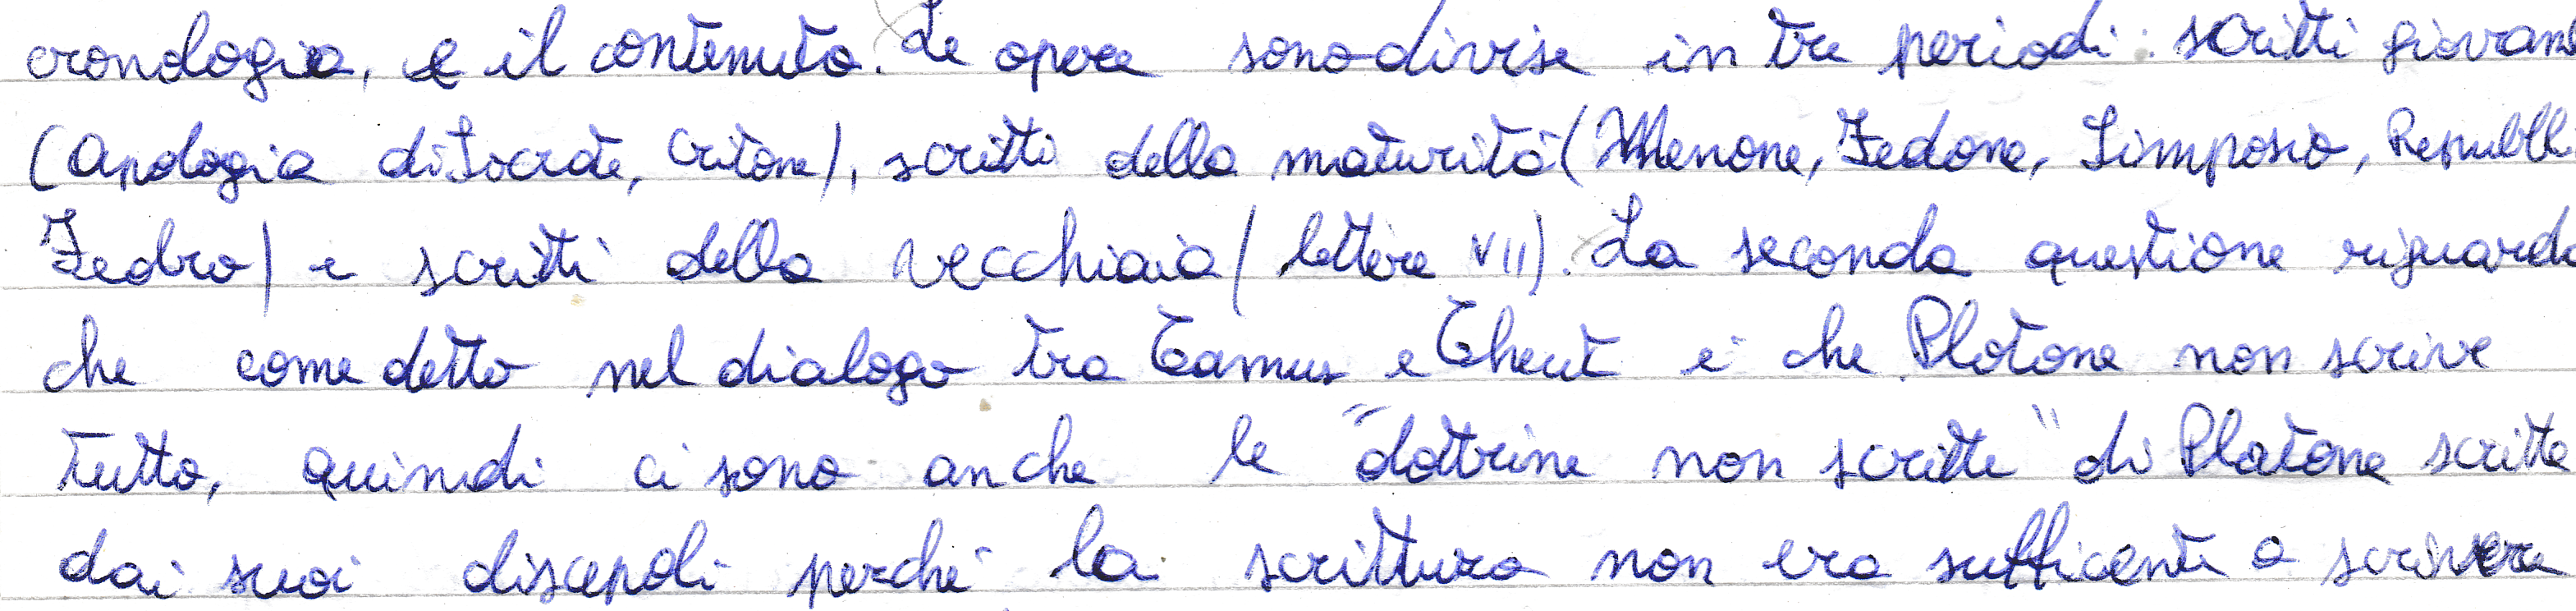 cronologia, e il contenuto. Le opere sono divise in tre periodi: scritti giovani
(Apologia di Socrate, Critone), scritti della maturità (Menone, Fedone, Simposio, Repubbl
Fedro) e scritti della vecchiaia (lettere VII). La seconda questione riguarda
che come detto nel dialogo tra Tamus e Theut è che Platone non scrive
tutto, quindi ci sono anche le "dottrine non scritte" di Platone scritte
dai suoi discepoli perché la scrittura non era sufficente a scrivere